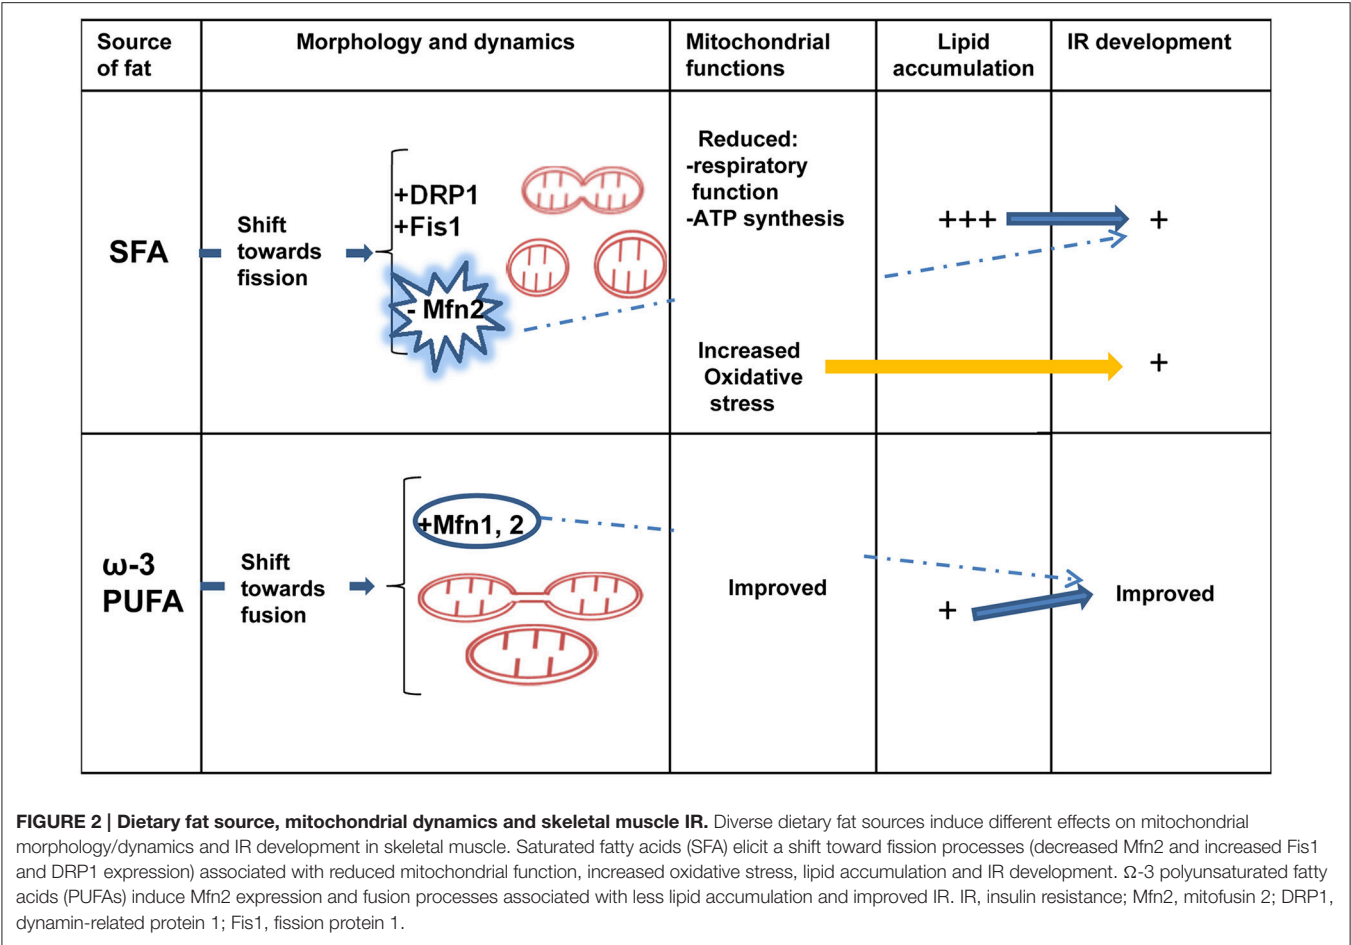 Source
of fat
Morphology and dynamics
Mitochondrial
functions
Lipid
accumulation
IR development
SFA
Shift
towards
fission
+DRP1
+Fis1
- Mfn2
Reduced:
-respiratory
function
-ATP synthesis
+++
+
Increased
Oxidative
stress
+
ω-3
PUFA
Shift
towards
fusion
+Mfn1, 2
Improved
+
Improved
FIGURE 2 | Dietary fat source, mitochondrial dynamics and skeletal muscle IR. Diverse dietary fat sources induce different effects on mitochondrial
morphology/dynamics and IR development in skeletal muscle. Saturated fatty acids (SFA) elicit a shift toward fission processes (decreased Mfn2 and increased Fis1
and DRP1 expression) associated with reduced mitochondrial function, increased oxidative stress, lipid accumulation and IR development. Ω-3 polyunsaturated fatty
acids (PUFAs) induce Mfn2 expression and fusion processes associated with less lipid accumulation and improved IR. IR, insulin resistance; Mfn2, mitofusin 2; DRP1,
dynamin-related protein 1; Fis1, fission protein 1.